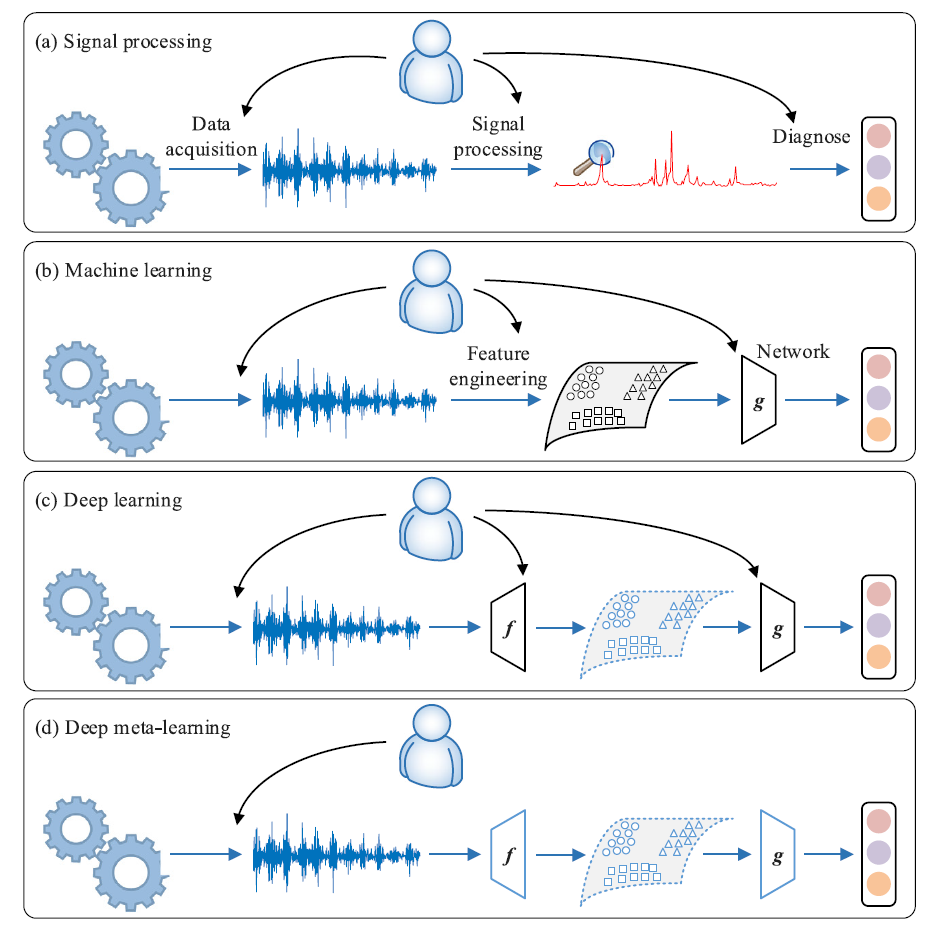 (a) Signal processing
Data
acquisition
Signal
processing
Diagnose
(b) Machine learning
Feature
engineering
Network
g
(c) Deep learning
f
g
(d) Deep meta-learning
f
g